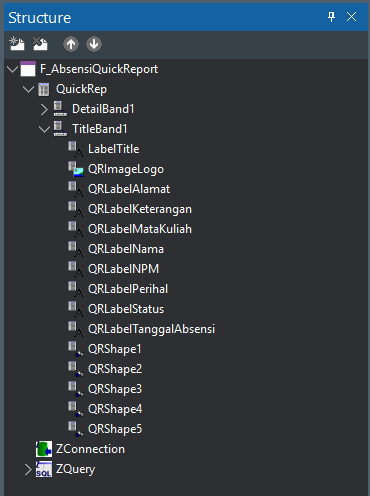 Structure
F_AbsensiQuickReport
QuickRep
DetailBand1
TitleBand1
LabelTitle
QRImageLogo
QRLabelAlamat
QRLabelKeterangan
QRLabelMataKuliah
QRLabelNama
QRLabelNPM
QRLabelPerihal
QRLabelStatus
QRLabelTanggalAbsensi
QRShape1
QRShape2
QRShape3
QRShape4
QRShape5
ZConnection
SQL ZQuery